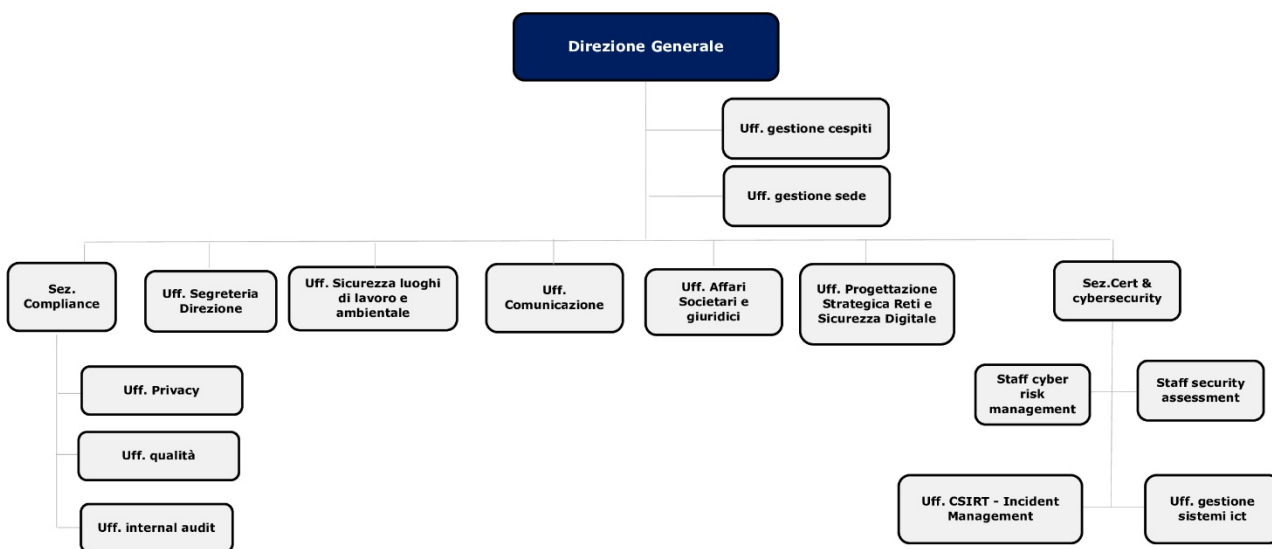 Direzione Generale
Uff. gestione cespiti
Uff. gestione sede
Sez.
Compliance
Uff. Segreteria
Direzione
Uff. Sicurezza luoghi
di lavoro e
ambientale
Uff.
Comunicazione
Uff. Affari
Societari e
giuridici
Uff. Progettazione
Strategica Reti e
Sicurezza Digitale
Sez.Cert &
cybersecurity
Uff. Privacy
Uff. qualità
Uff. internal audit
Staff cyber
risk
management
Staff security
assessment
Uff. CSIRT - Incident
Management
Uff. gestione
sistemi ict